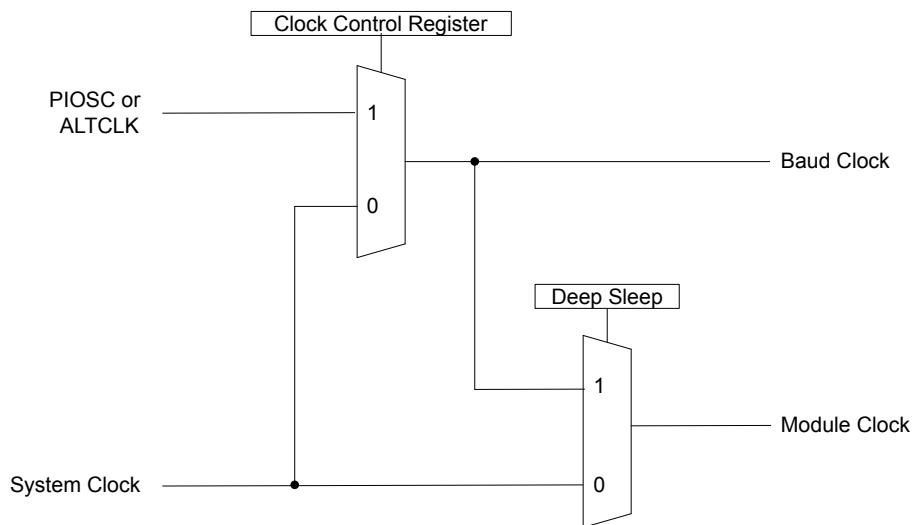 Clock Control Register
PIOSC or
ALTCLK
1
Baud Clock
0
Deep Sleep
1
Module Clock
System Clock
0